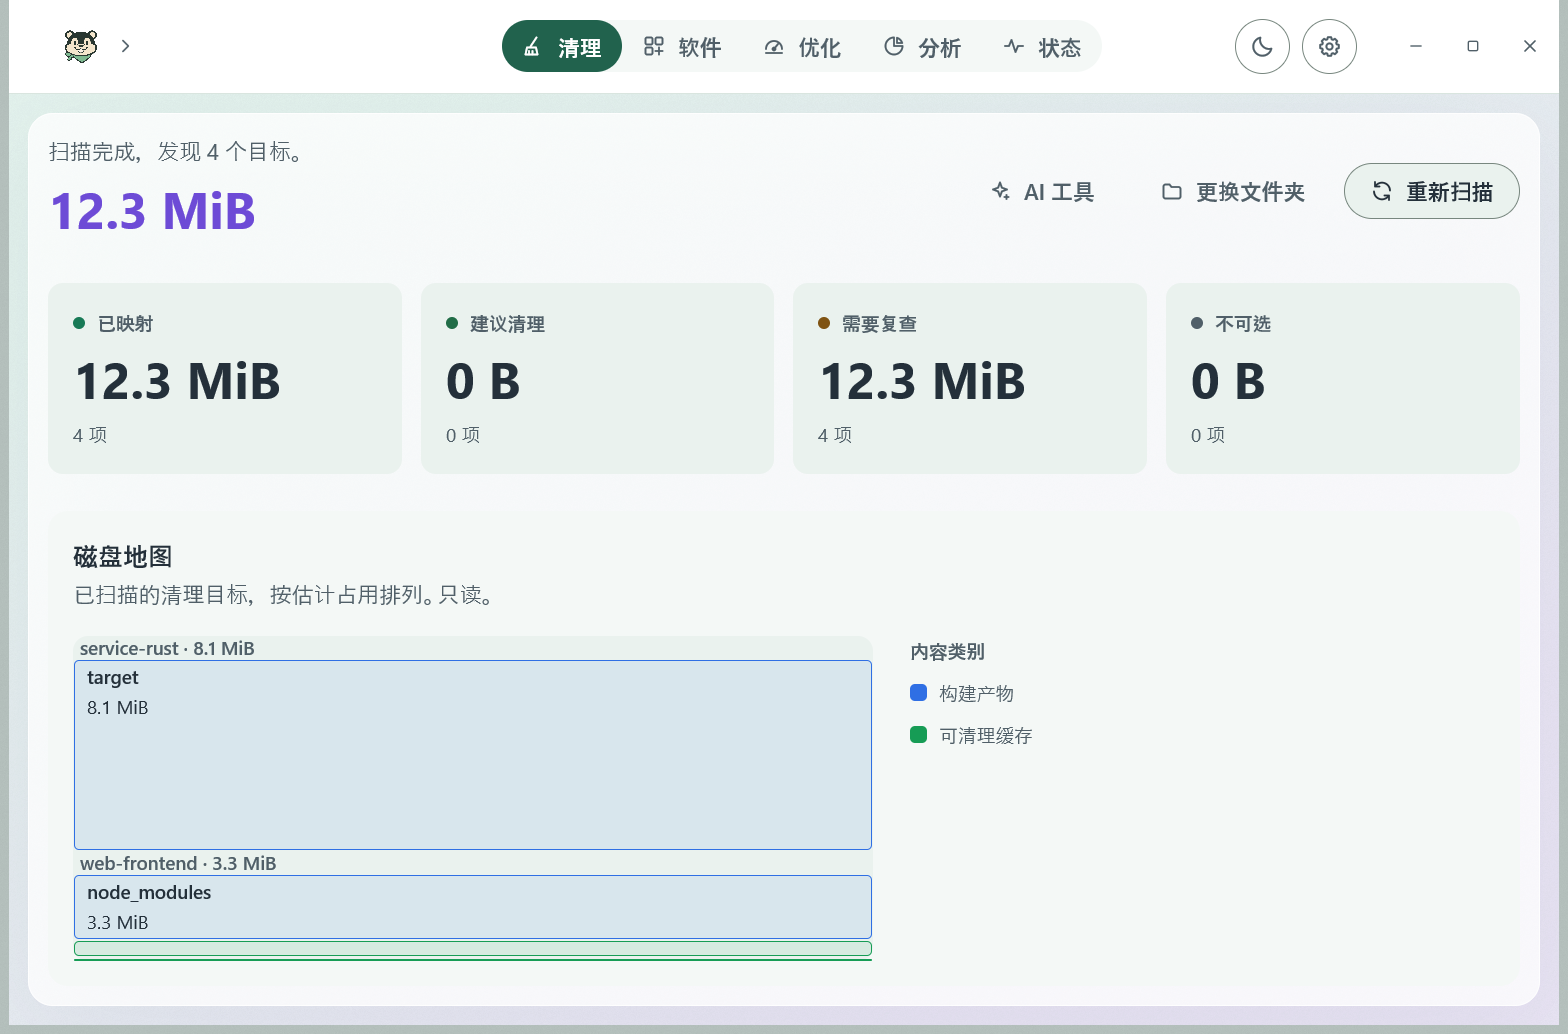 清理
软件
优化
分析
状态
扫描完成，发现 4 个目标。
12.3 MiB
AI 工具
更换文件夹
重新扫描
已映射
12.3 MiB
4 项
建议清理
0 B
0 项
需要复查
12.3 MiB
4 项
不可选
0 B
0 项
磁盘地图
已扫描的清理目标，按估计占用排列。只读。
service-rust · 8.1 MiB
target
8.1 MiB
web-frontend · 3.3 MiB
node_modules
3.3 MiB
内容类别
构建产物
可清理缓存